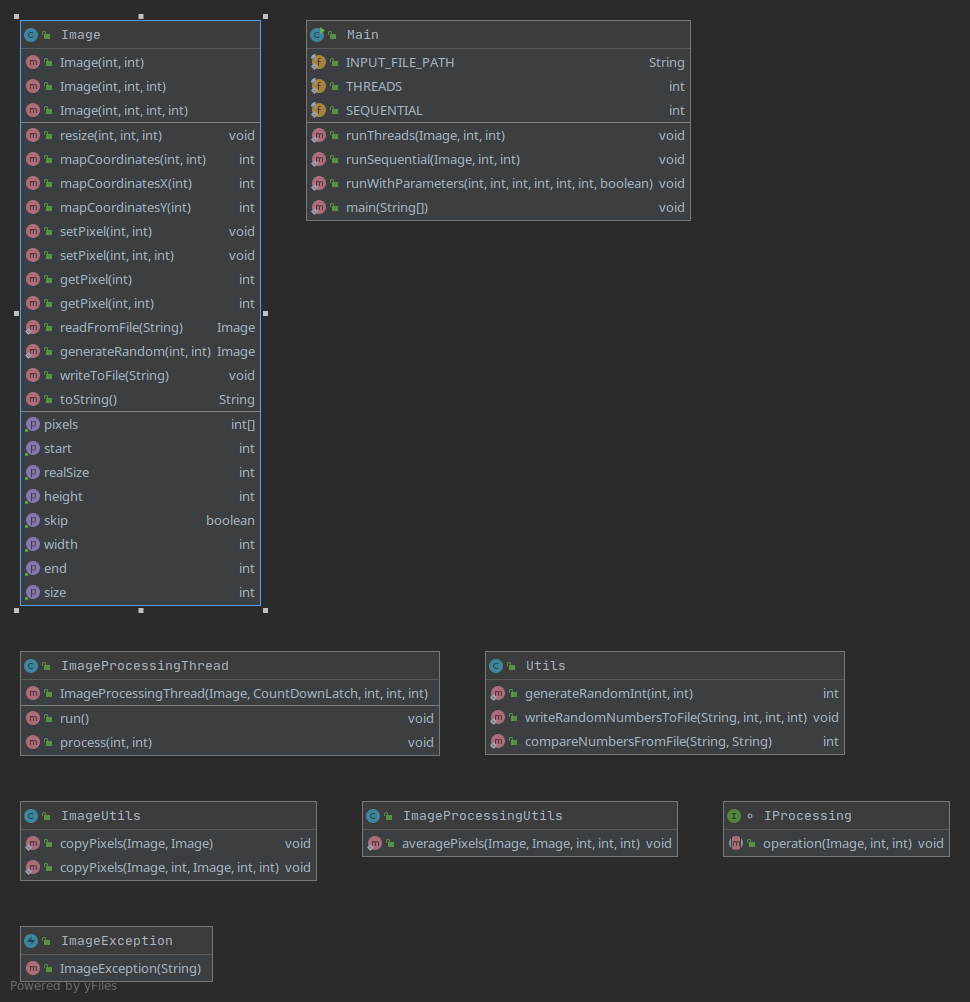 Image
Image(int, int)
Image(int, int, int)
Image(int, int, int, int)
resize(int, int, int) void
mapCoordinates(int, int) int
mapCoordinatesX(int) int
mapCoordinatesY(int) int
setPixel(int, int) void
setPixel(int, int, int) void
getPixel(int) int
getPixel(int, int) int
readFromFile(String) Image
generateRandom(int, int) Image
writeToFile(String) void
toString() String
pixels int[]
start int
realSize int
height int
skip boolean
width int
end int
size int
Main
INPUT_FILE_PATH String
THREADS int
SEQUENTIAL int
runThreads(Image, int, int) void
runSequential(Image, int, int) void
runWithParameters(int, int, int, int, int, int, boolean) void
main(String[]) void
ImageProcessingThread
ImageProcessingThread(Image, CountDownLatch, int, int, int)
run() void
process(int, int) void
Utils
generateRandomInt(int, int) int
writeRandomNumbersToFile(String, int, int, int) void
compareNumbersFromFile(String, String) int
ImageUtils
copyPixels(Image, Image) void
copyPixels(Image, int, Image, int, int) void
ImageProcessingUtils
averagePixels(Image, Image, int, int, int) void
IProcessing
operation(Image, int, int) void
ImageException
ImageException(String)
Powered by yFiles